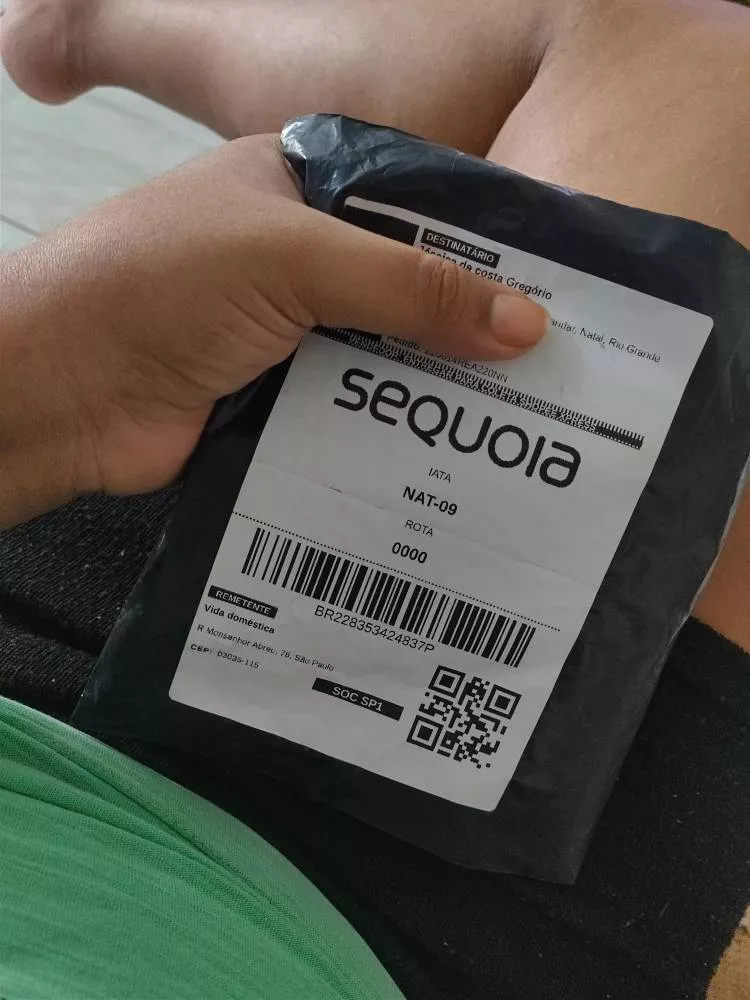 DESTINATÁRIO
da costa Gregório
andar, Natal, Rio Grande
Pedido:
sequoia
IATA
NAT-09
ROTA
0000
BR228353424837P
REMETENTE
Vida doméstica
R Monsenhor Abreu, 76, São Paulo
CEP: 03035-115
SOC SP1